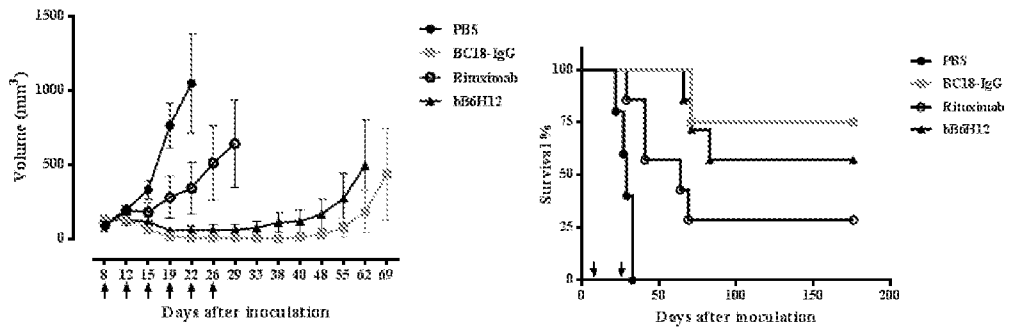 1500
1000
500
0
Volume (mm³)
8 13 15 19 22 26 29 33 38 40 48 55 62 69
Days after inoculation
PBS
BC18-IgG
Rituximab
hB6H12
100
75
50
25
0
Survival %
0 50 100 150 200
Days after inoculation
PBS
BC18-IgG
Rituximab
hB6H12